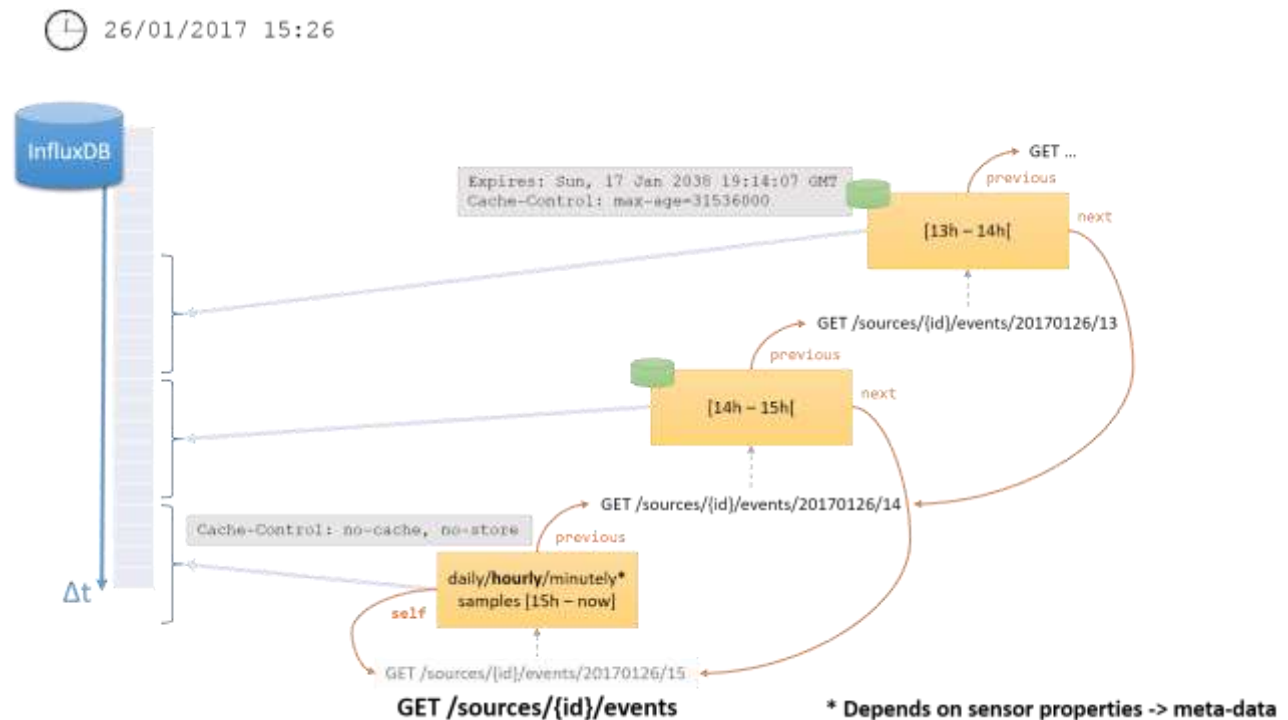 26/01/2017 15:26
InfluxDB
GET ...
previous
Expires: Sun, 17 Jan 2038 19:14:07 GMT
Cache-Control: max-age=31536000
next
[13h – 14h[
GET /sources/{id}/events/20170126/13
previous
next
[14h – 15h[
GET /sources/{id}/events/20170126/14
Cache-Control: no-cache, no-store
previous
daily/hourly/minutely*
samples [15h – now]
Δt
self
GET /sources/{id}/events/20170126/15
GET /sources/{id}/events
* Depends on sensor properties -> meta-data